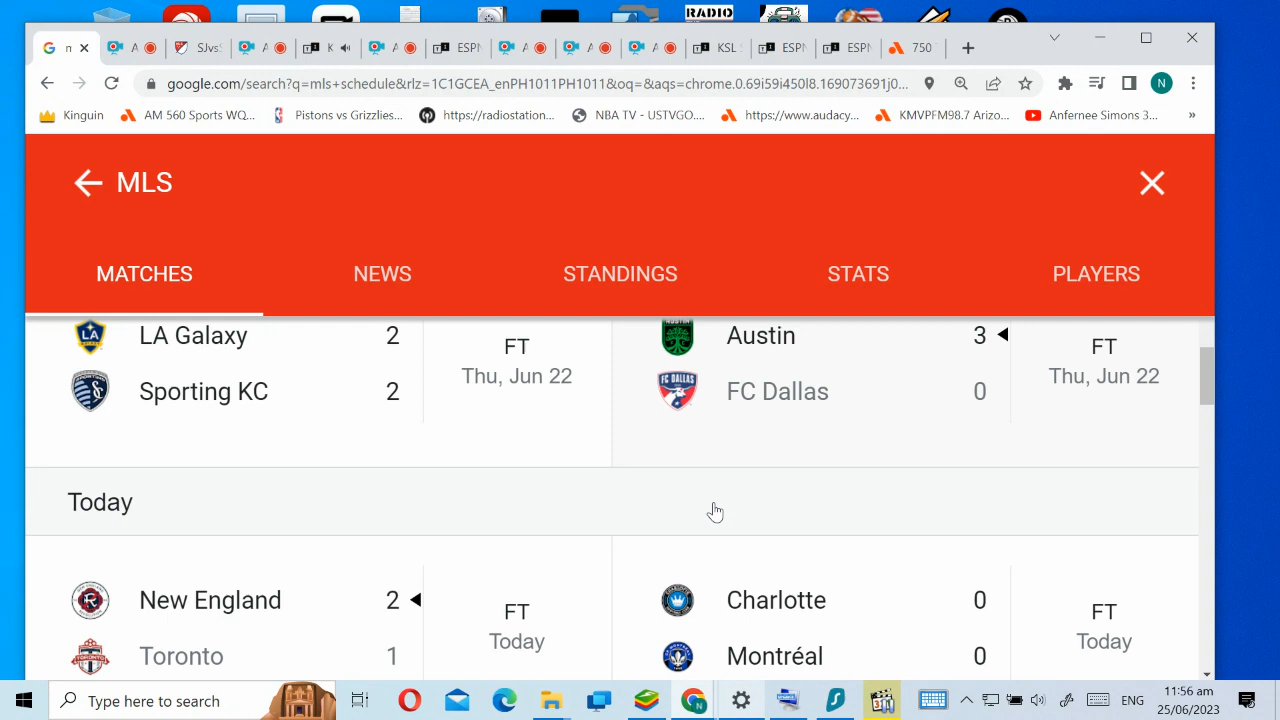 RADIO
n
A
SJvs
A
K
A
ESPN
A
A
A
KSL
ESPN
ESPN
750
google.com/search?q=mls+schedule&rlz=1C1GCEA_enPH1011PH1011&oq=&aqs=chrome.0.69i59i450l8.169073691j0...
N
Kinguin
AM 560 Sports WQ...
Pistons vs Grizzlies...
https://radiostation...
NBA TV - USTVGO....
https://www.audacy...
KMVPFM98.7 Arizo...
Anfernee Simons 3...
»
MLS
MATCHES
NEWS
STANDINGS
STATS
PLAYERS
LA Galaxy 2
Sporting KC 2
FT
Thu, Jun 22
Austin 3
FC Dallas 0
FT
Thu, Jun 22
Today
New England 2
Toronto 1
FT
Today
Charlotte 0
Montréal 0
FT
Today
Type here to search
ENG
11:56 am
25/06/2023